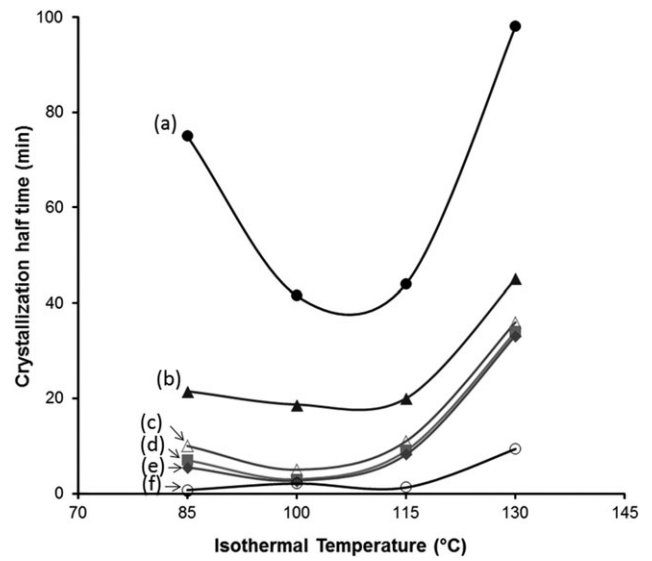 100
80
60
40
20
0
70
85
100
115
130
145
Crystallization half time (min)
Isothermal Temperature (°C)
(a)
(b)
(c)
(d)
(e)
(f)